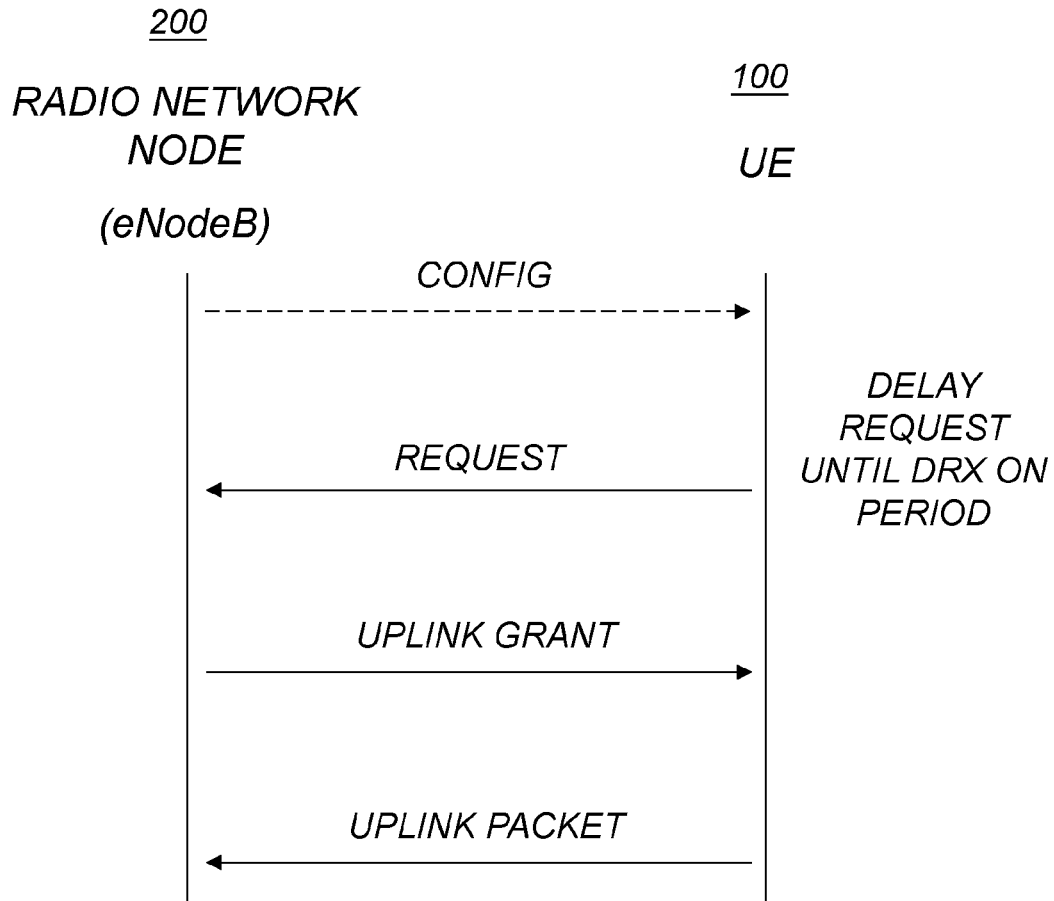 200
RADIO NETWORK
NODE
(eNodeB)
100
UE
CONFIG
DELAY
REQUEST
UNTIL DRX ON
PERIOD
REQUEST
UPLINK GRANT
UPLINK PACKET